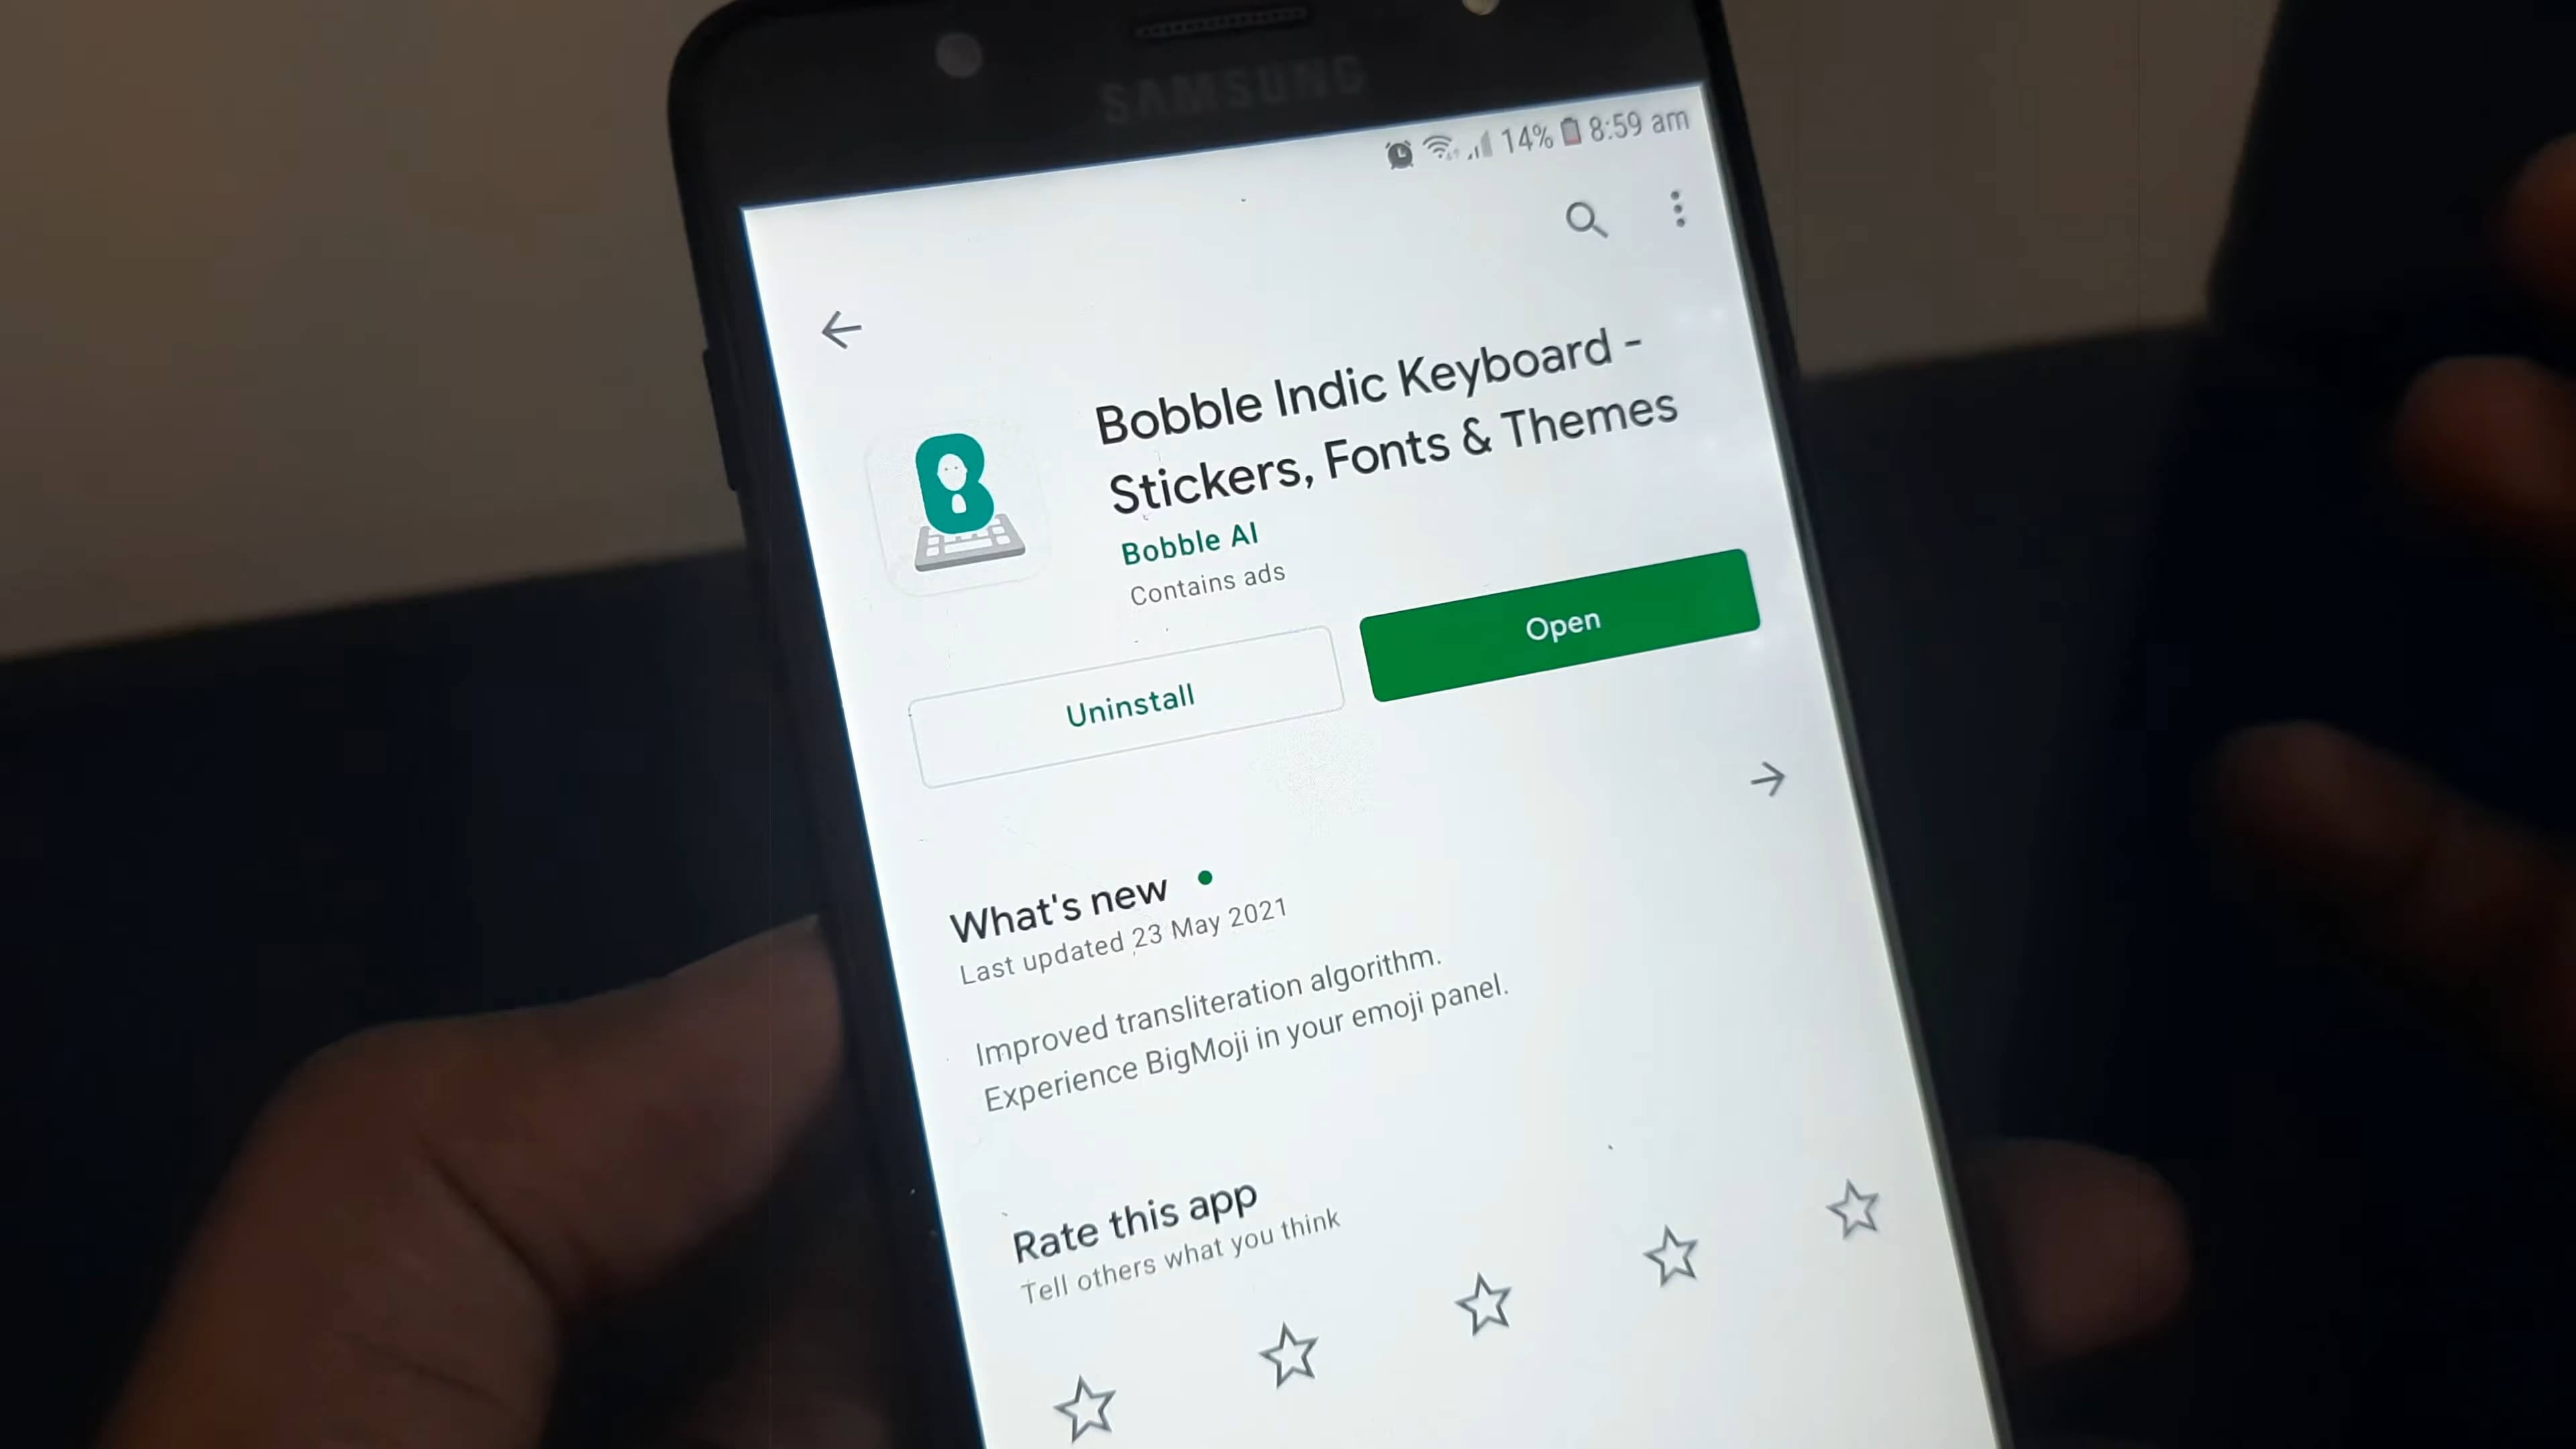 SAMSUNG
14% 8:59 am
Bobble Indic Keyboard -
Stickers, Fonts & Themes
Bobble AI
Contains ads
Uninstall
Open
What's new
Last updated 23 May 2021
Improved transliteration algorithm.
Experience BigMoji in your emoji panel.
Rate this app
Tell others what you think